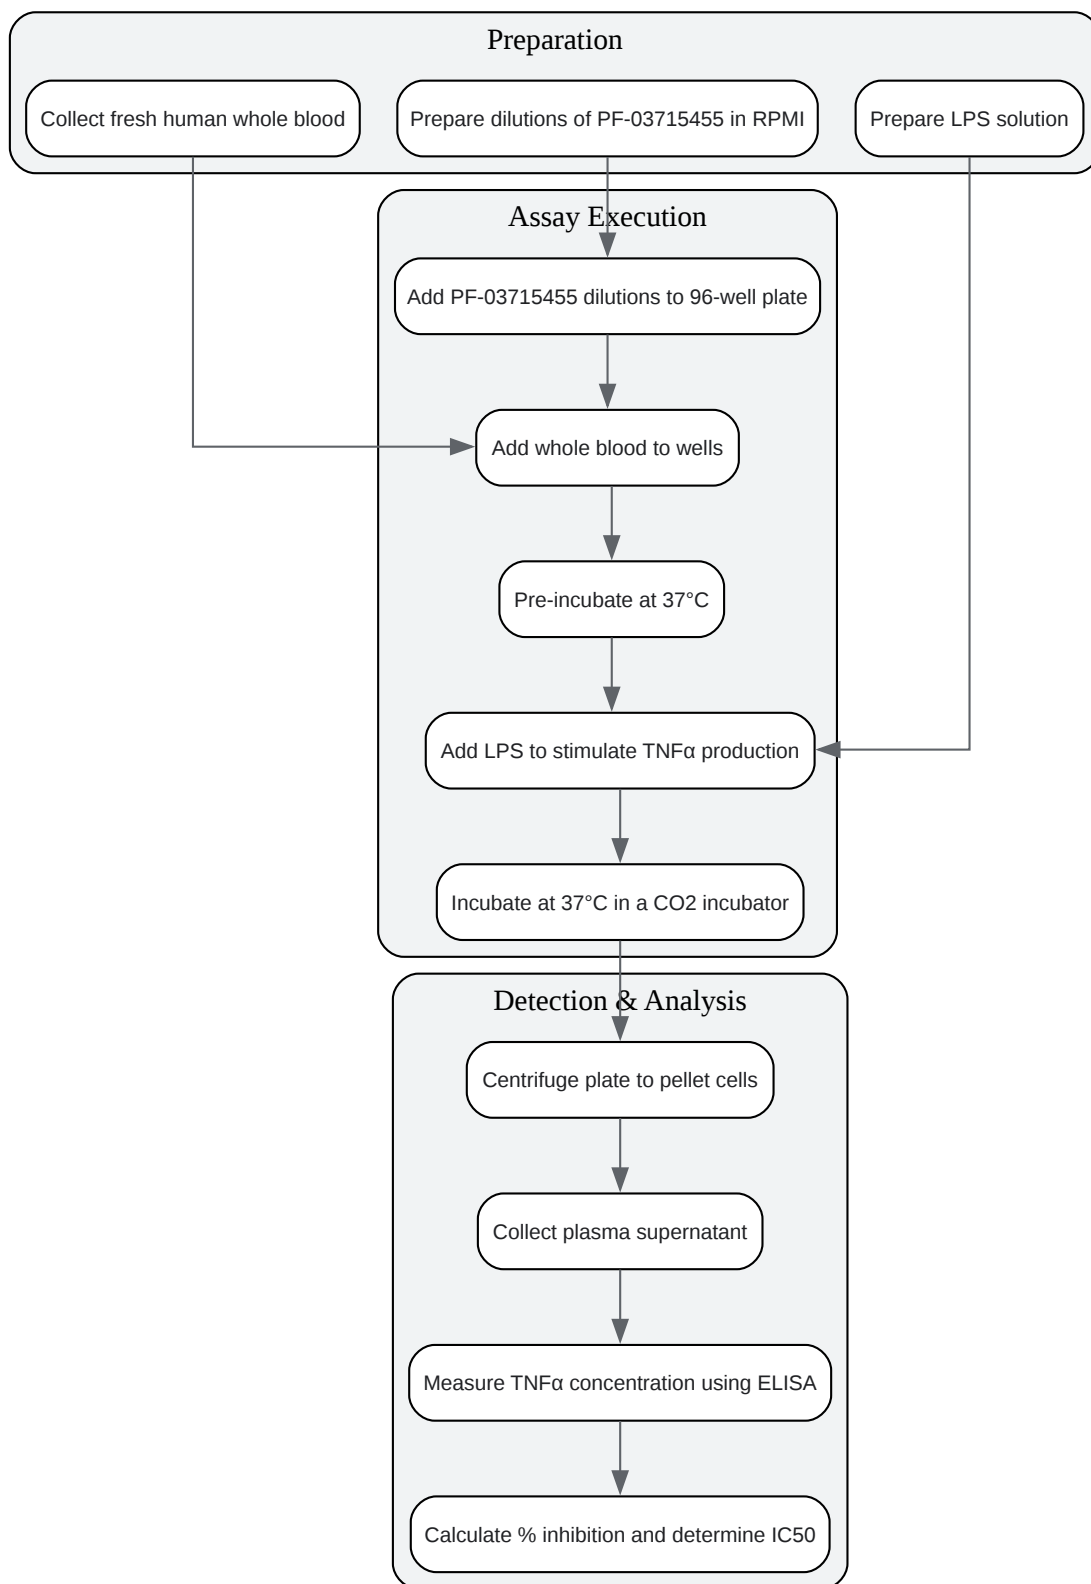 Preparation
Collect fresh human whole blood
Prepare dilutions of PF-03715455 in RPMI
Prepare LPS solution
Assay Execution
Add PF-03715455 dilutions to 96-well plate
Add whole blood to wells
Pre-incubate at 37°C
Add LPS to stimulate TNFα production
Incubate at 37°C in a CO2 incubator
Detection & Analysis
Centrifuge plate to pellet cells
Collect plasma supernatant
Measure TNFα concentration using ELISA
Calculate % inhibition and determine IC50